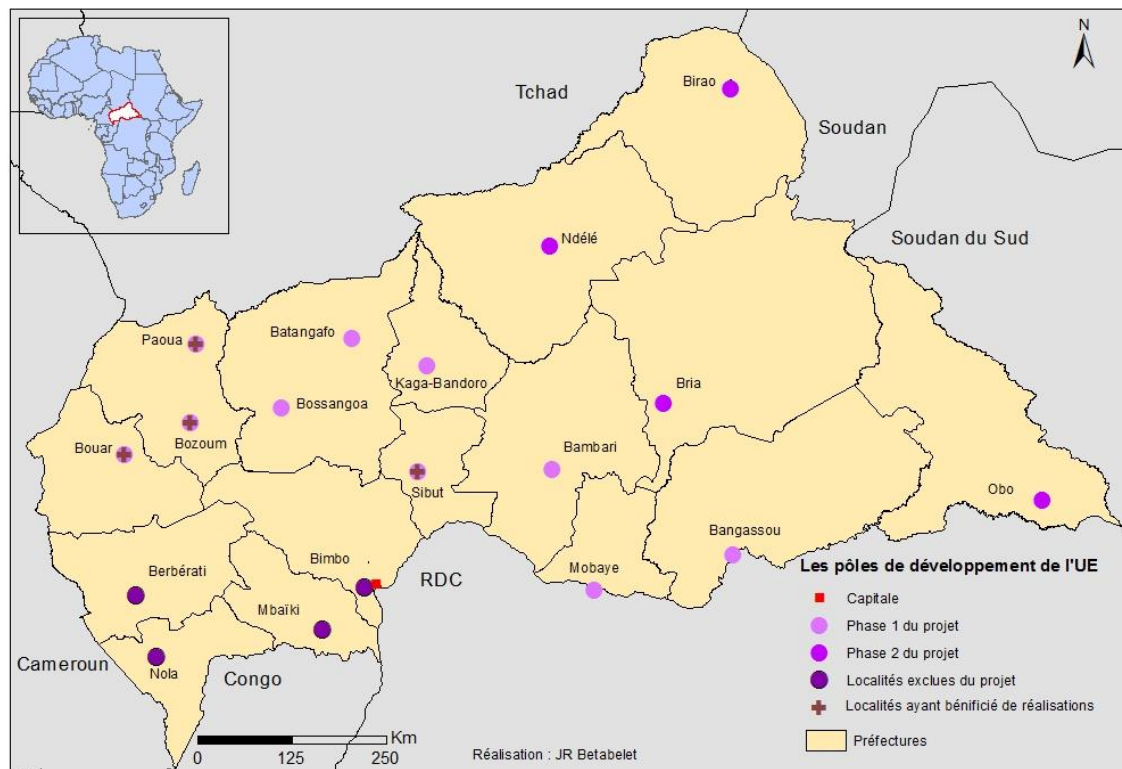 N
Birao
Tchad
Soudan
Ndélé
Soudan du Sud
Batangafo
Paoua
Kaga-Bandoro
Bria
Bossangoa
Bozoum
Bouar
Bambari
Sibut
Obo
Bangassou
Bimbo
RDC
Mobaye
Berbérati
Mbaïki
Cameroun
Nola
Congo
Les pôles de développement de l'UE
Capitale
Phase 1 du projet
Phase 2 du projet
Localités exclues du projet
Localités ayant bénificié de réalisations
Préfectures
Km
0 125 250
Réalisation : JR Betabelet